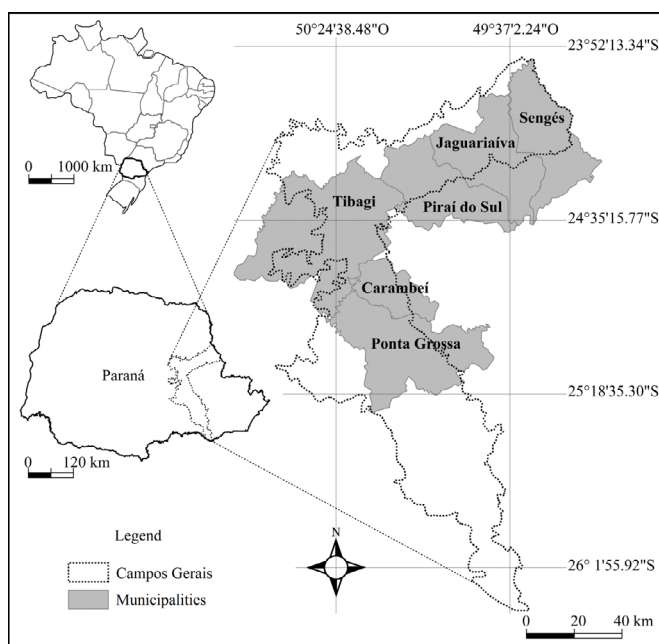 50°24'38.48"O 49°37'2.24"O
23°52'13.34"S
Sengés
Jaguariaíva
0 1000 km
Tibagi
Piraí do Sul
24°35'15.77"S
Carambeí
Ponta Grossa
Paraná
25°18'35.30"S
0 120 km
Legend
N
Campos Gerais
26° 1'55.92"S
Municipalitics
0 20 40
km